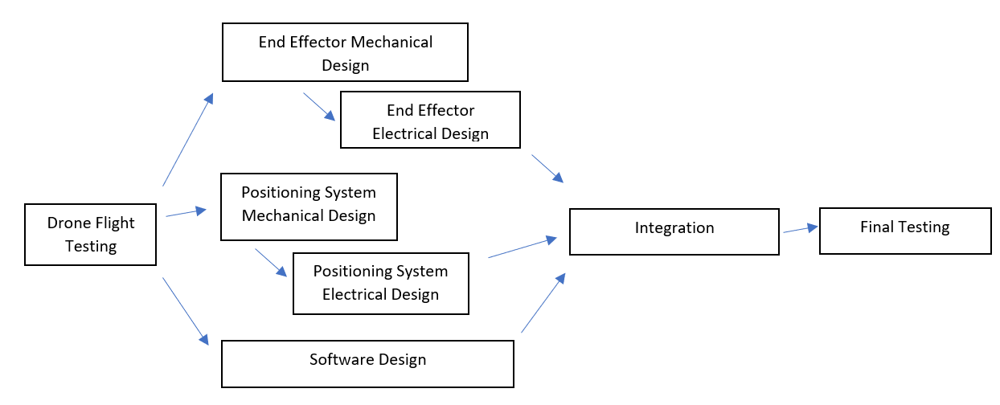 End Effector Mechanical
Design
End Effector
Electrical Design
Positioning System
Mechanical Design
Drone Flight
Testing
Integration
Final Testing
Positioning System
Electrical Design
Software Design